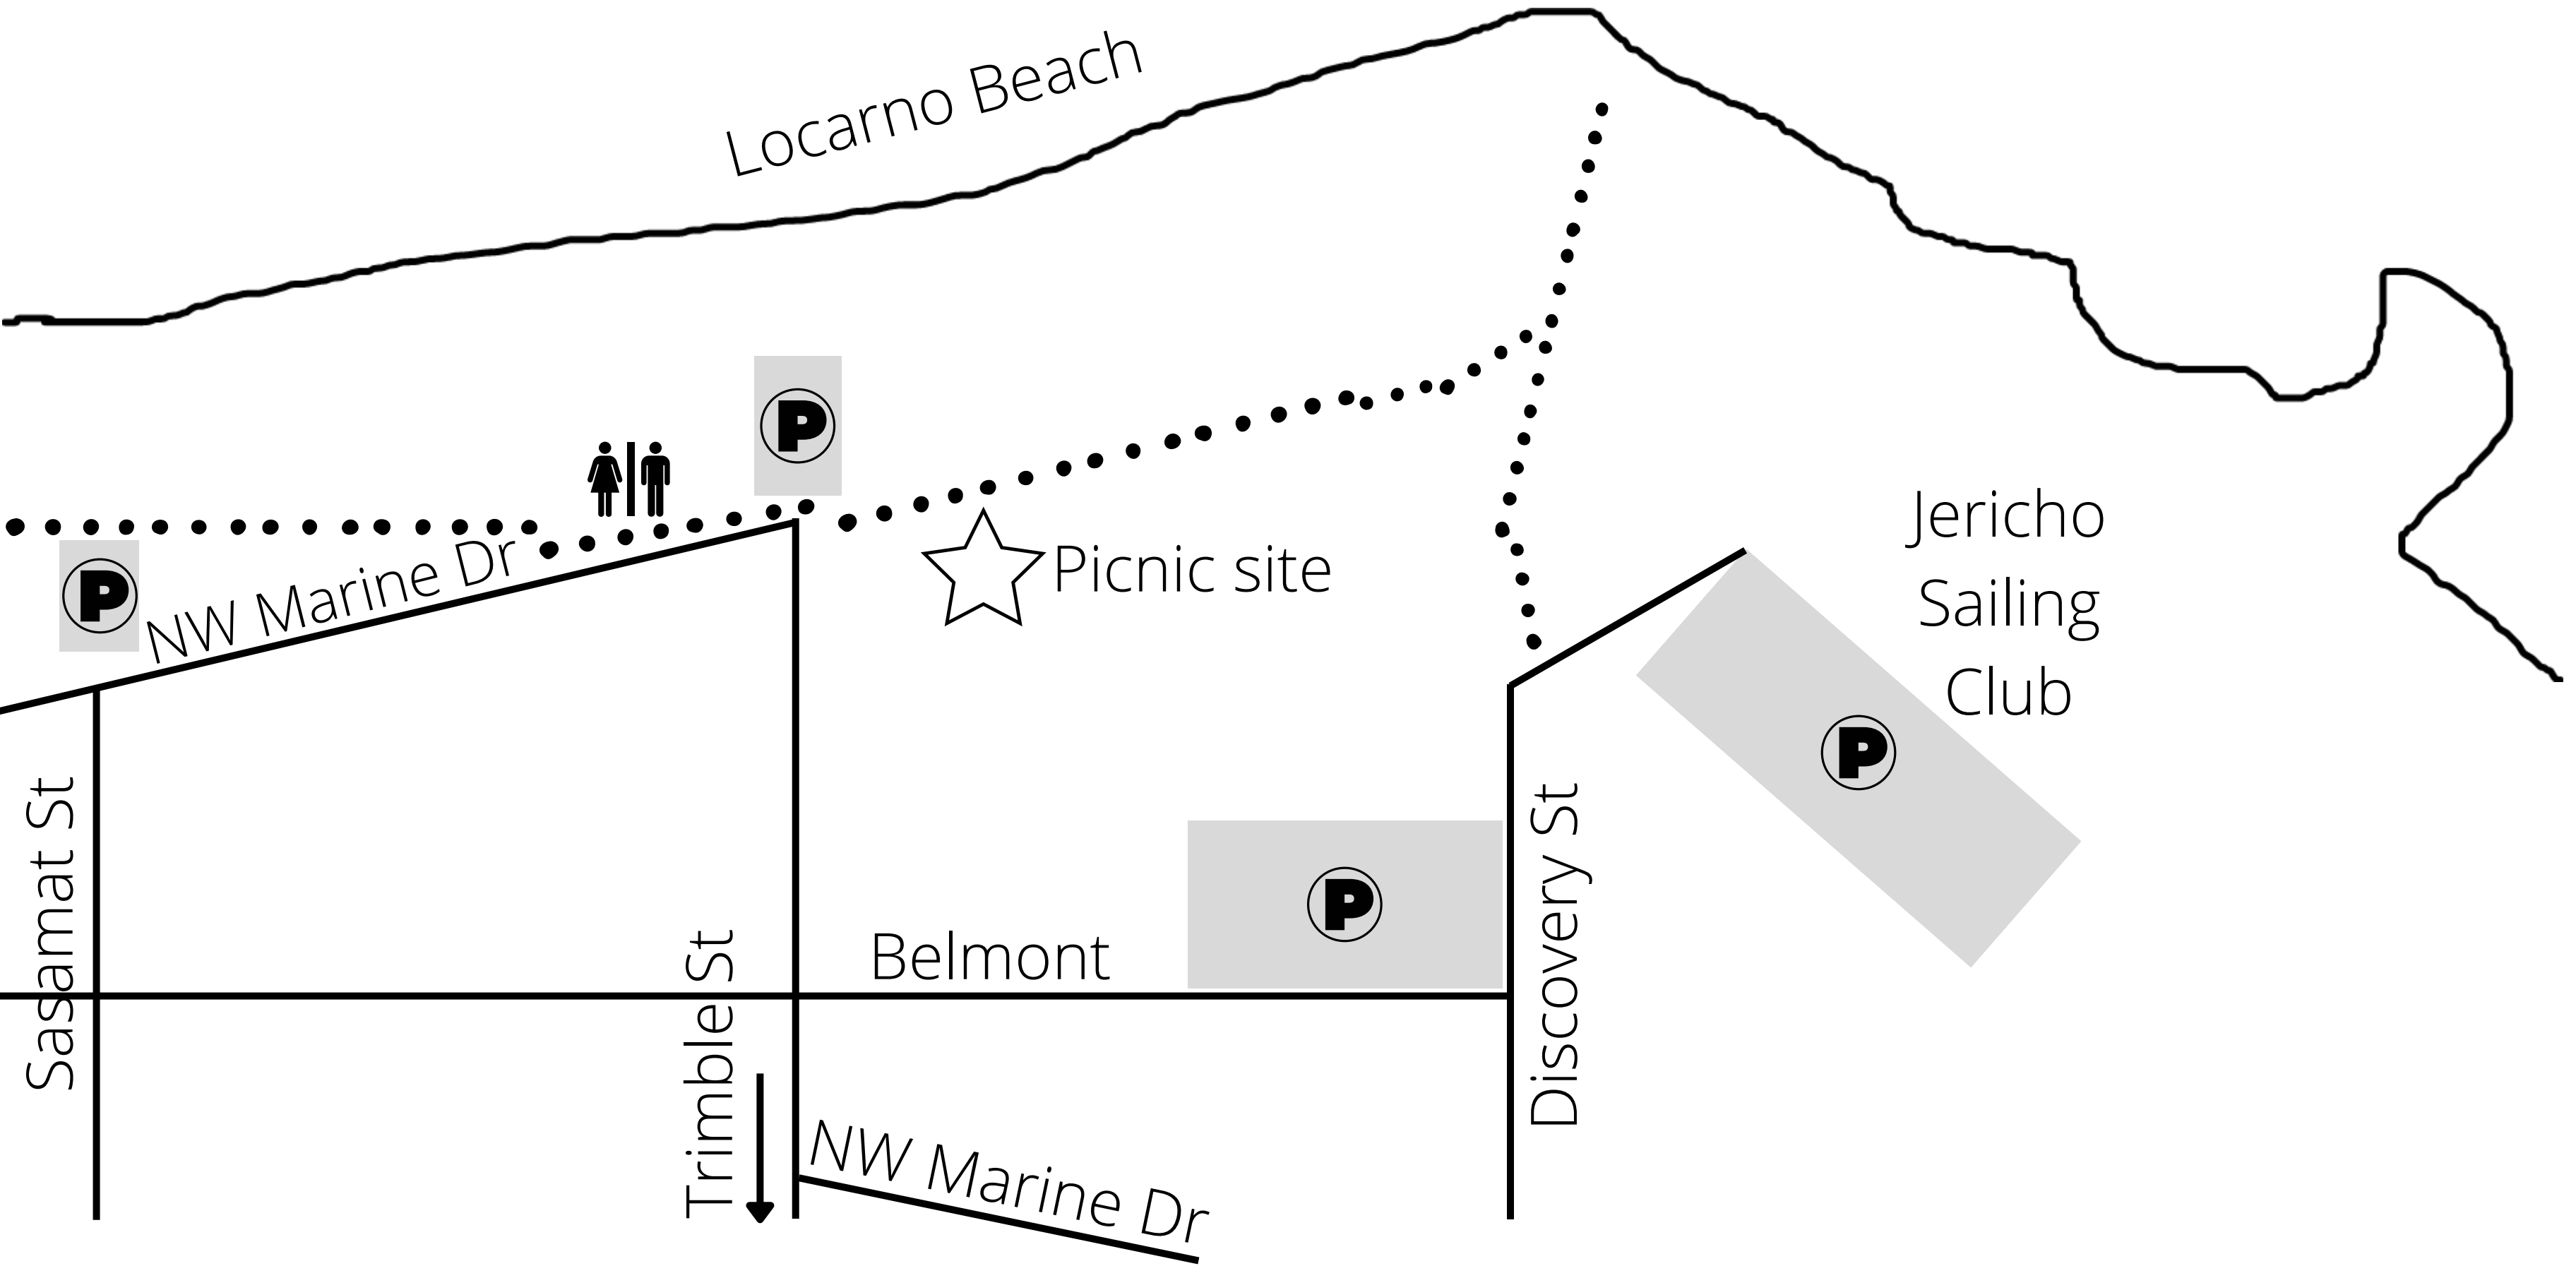 Locarno Beach
P
P
NW Marine Dr
Picnic site
Jericho
Sailing
Club
P
P
Sasamat St
Trimble St
Belmont
Discovery St
NW Marine Dr